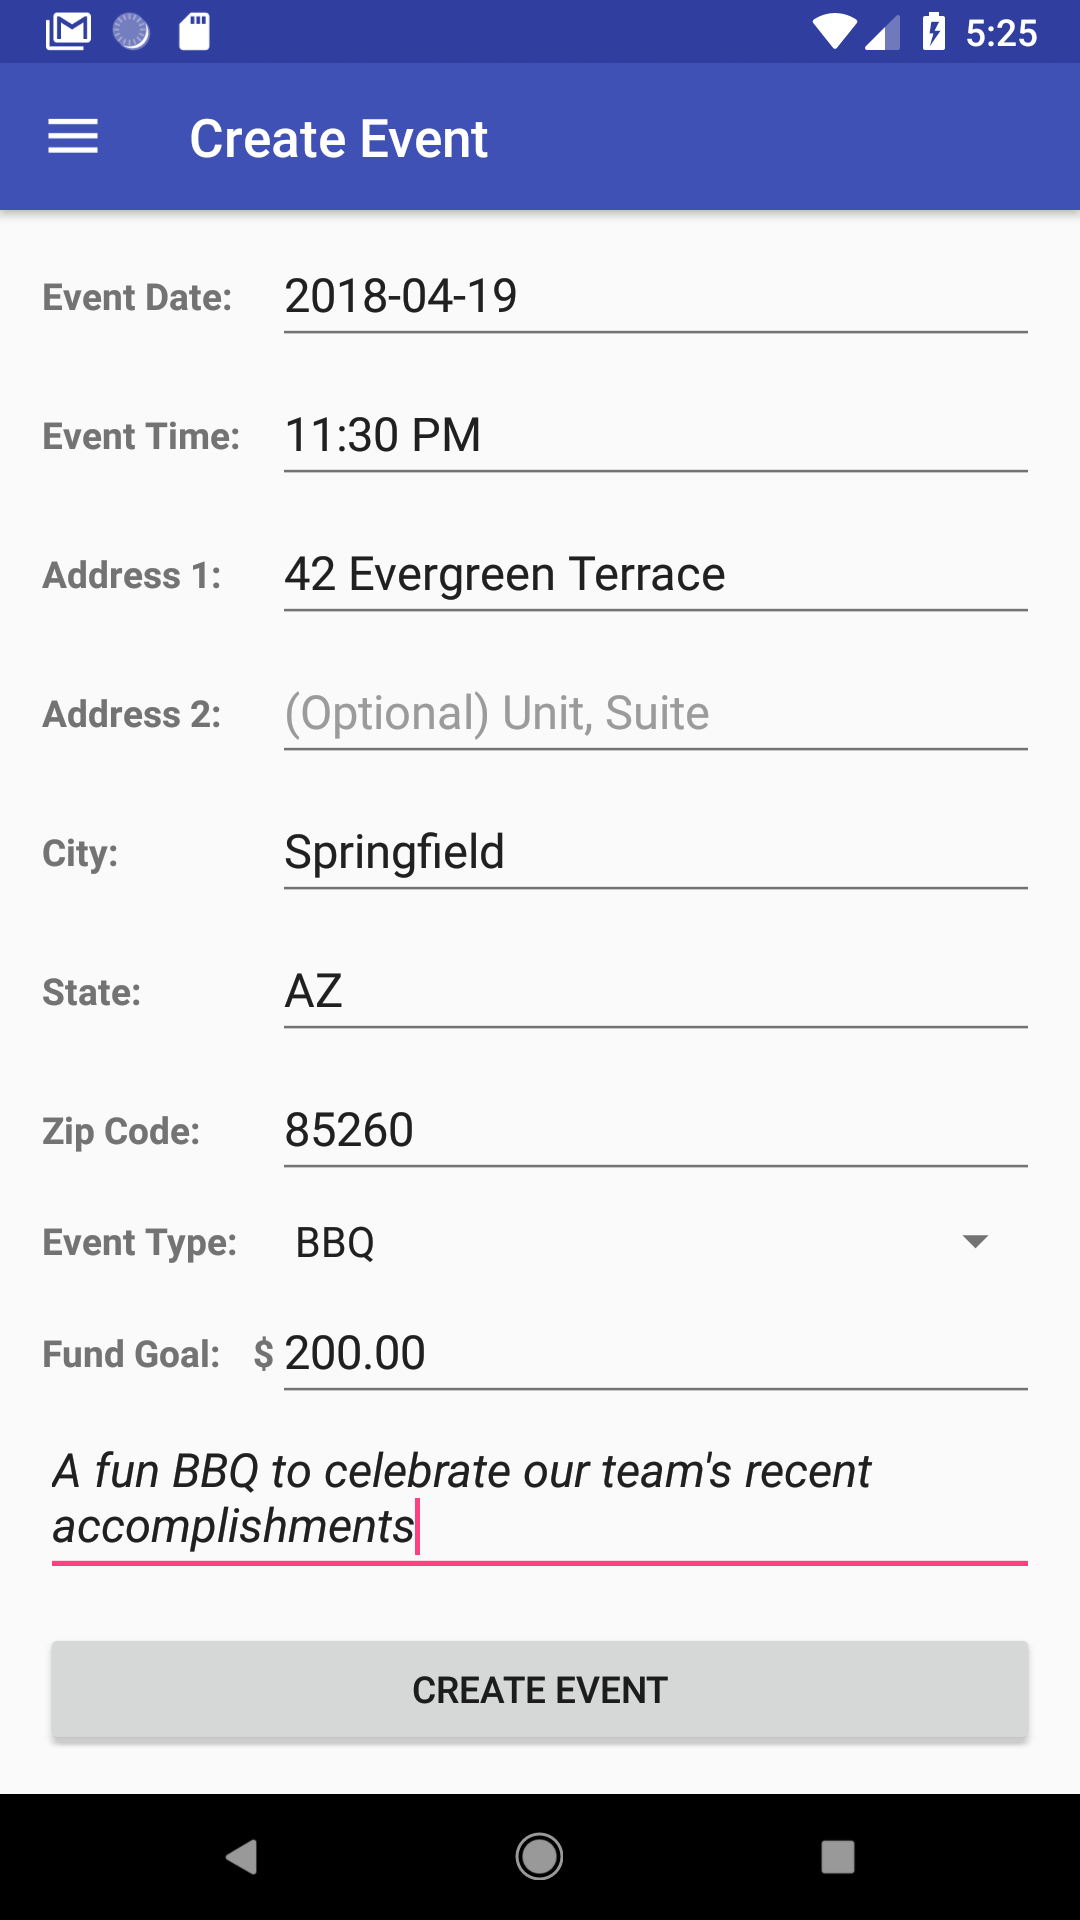 5:25
Create Event
Event Date: 2018-04-19
Event Time: 11:30 PM
Address 1: 42 Evergreen Terrace
Address 2: (Optional) Unit, Suite
City: Springfield
State: AZ
Zip Code: 85260
Event Type: BBQ
Fund Goal: $ 200.00
A fun BBQ to celebrate our team's recent
accomplishments
CREATE EVENT